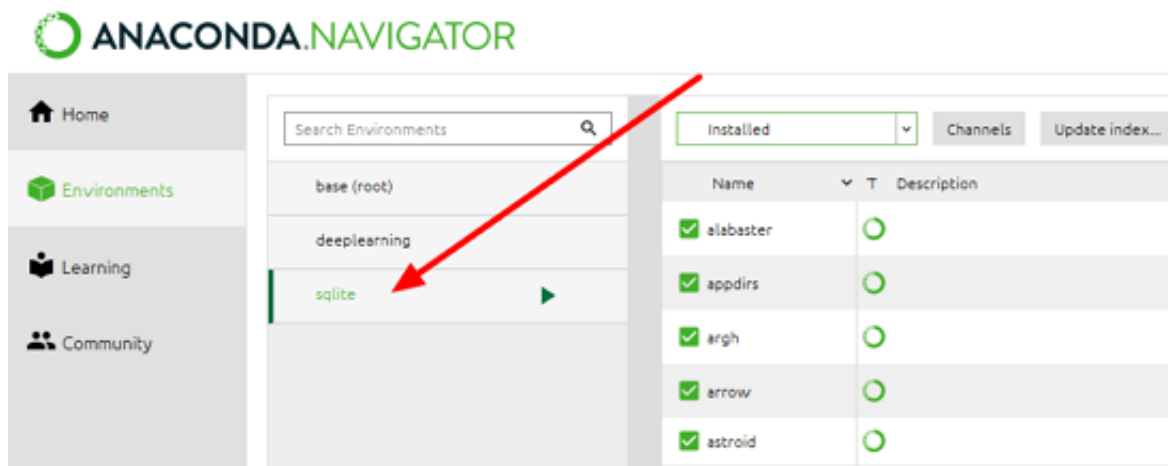 ANACONDA.NAVIGATOR
Home
Environments
Learning
Community
Search Environments
base (root)
deeplearning
sqlite
Installed
Channels
Update index...
Name
T
Description
alabaster
appdirs
argh
arrow
astroid